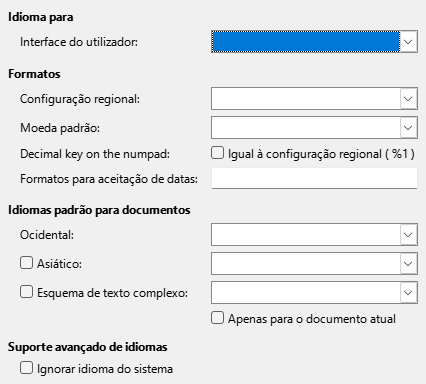 Idioma para
Interface do utilizador:
Formatos
Configuração regional:
Moeda padrão:
Decimal key on the numpad: Igual à configuração regional ( %1 )
Formatos para aceitação de datas:
Idiomas padrão para documentos
Ocidental:
Asiático:
Esquema de texto complexo:
Apenas para o documento atual
Suporte avançado de idiomas
Ignorar idioma do sistema